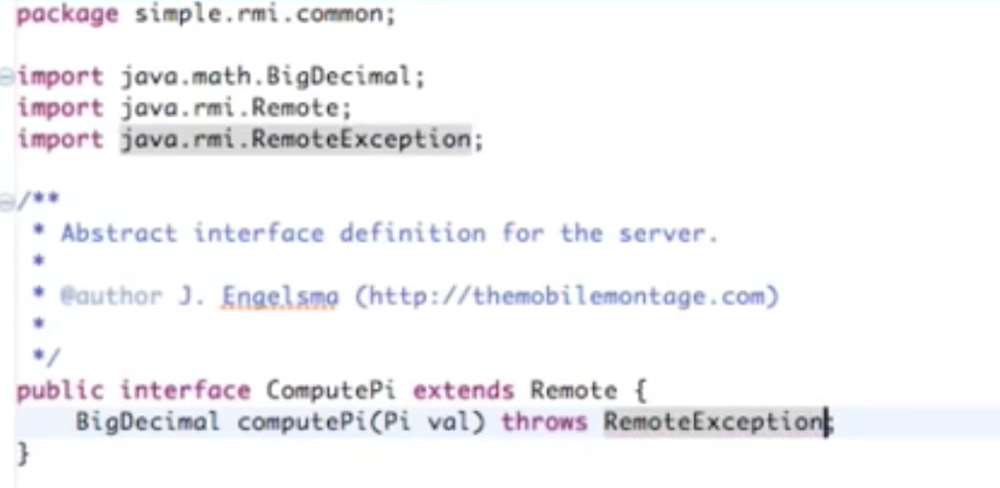 package simple.rmi.common;
import java.math.BigDecimal;
import java.rmi.Remote;
import java.rmi.RemoteException;
/**
 * Abstract interface definition for the server.
 *
 * @author J. Engelsma (http://themobilemontage.com)
 *
 */
public interface ComputePi extends Remote {
    BigDecimal computePi(Pi val) throws RemoteException;
}